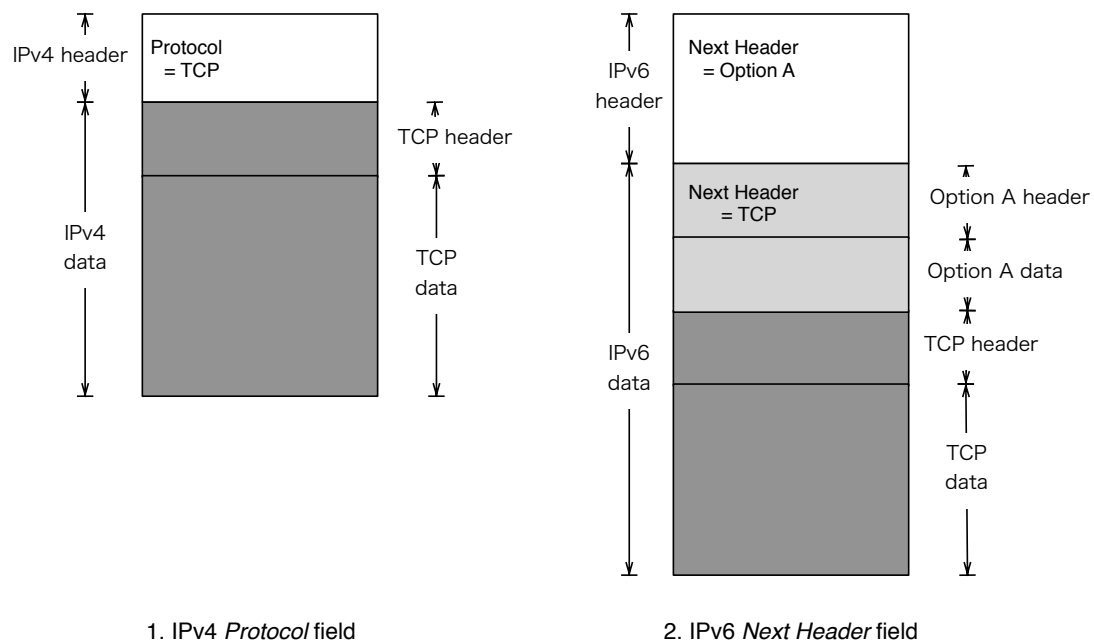 IPv4 header
Protocol
= TCP
TCP header
IPv4
data
TCP
data
1. IPv4 Protocol field
IPv6
header
Next Header
= Option A
Next Header
= TCP
Option A header
Option A data
IPv6
data
TCP header
TCP
data
2. IPv6 Next Header field